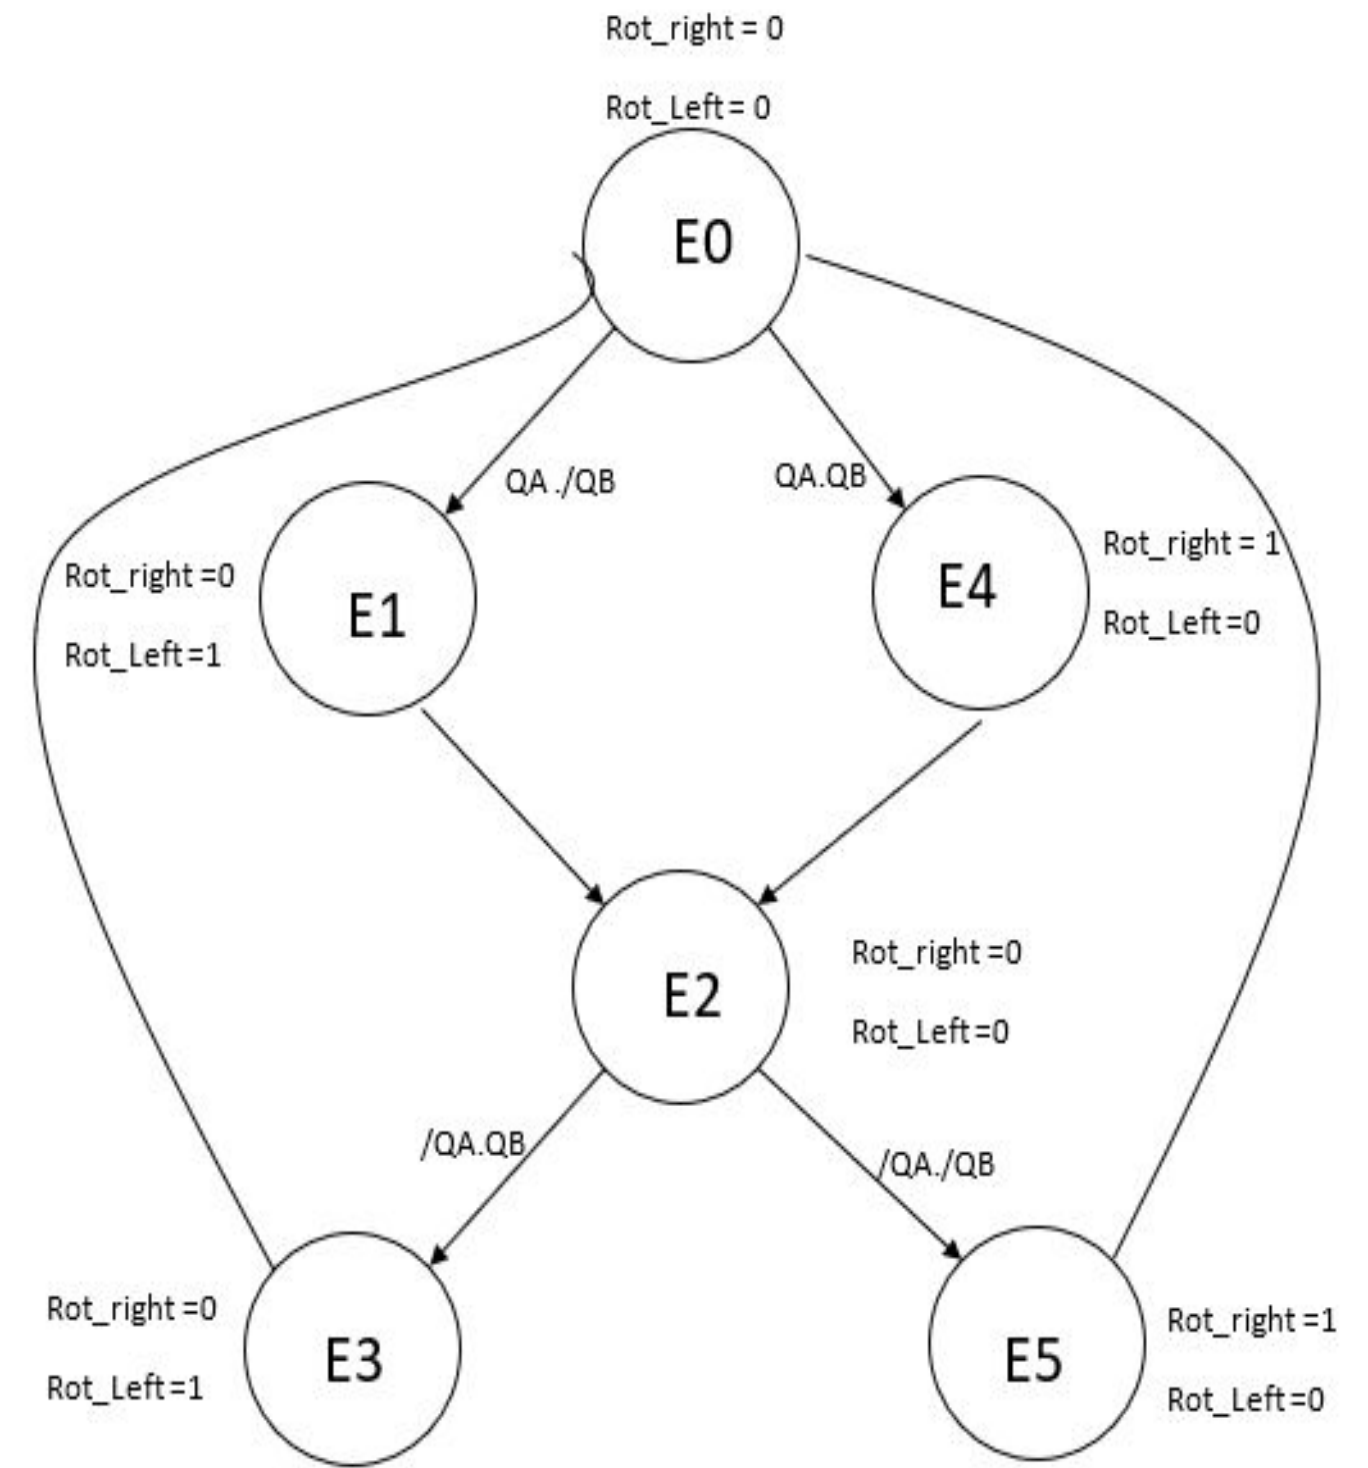 Rot_right = 0
Rot_Left= 0
E0
QA ./QB
QA.QB
Rot_right =0
Rot_Left=1
E1
E4
Rot_right = 1
Rot_Left=0
E2
Rot_right =0
Rot_Left=0
/QA.QB
/QA./QB
Rot_right =0
Rot_Left=1
E3
E5
Rot_right =1
Rot_Left=0